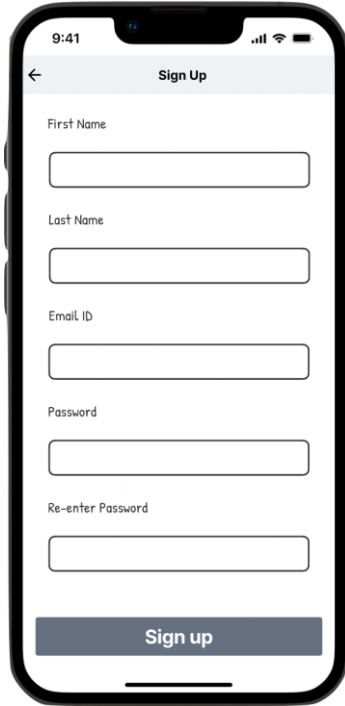 9:41
Sign Up
First Name
Last Name
Email ID
Password
Re-enter Password
Sign up